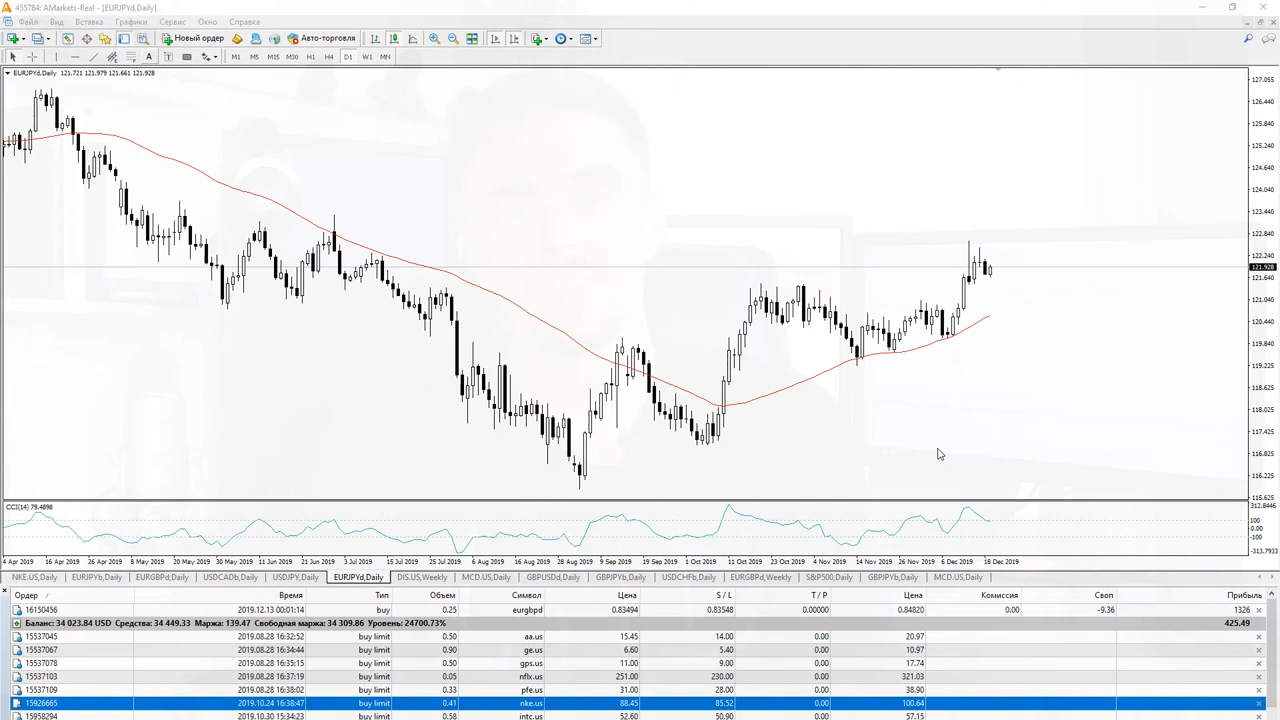 455784: AMarkets-Real - [EURJPYd,Daily]
Файл Вид Вставка Графики Сервис Окно Справка
Новый ордер Авто-торговля
A T M1 M5 M15 M30 H1 H4 D1 W1 MN
EURJPYd,Daily 121.721 121.979 121.661 121.928
127.055
126.440
125.840
125.240
124.640
124.040
123.440
122.840
122.240
121.928
121.640
121.040
120.440
119.840
119.225
118.625
118.025
117.425
116.825
116.225
115.625
CCI(14) 79.4898
312.8446
100
0.00
-100
-313.7933
4 Apr 2019 16 Apr 2019 26 Apr 2019 8 May 2019 20 May 2019 30 May 2019 11 Jun 2019 21 Jun 2019 3 Jul 2019 15 Jul 2019 25 Jul 2019 6 Aug 2019 16 Aug 2019 28 Aug 2019 9 Sep 2019 19 Sep 2019 1 Oct 2019 11 Oct 2019 23 Oct 2019 4 Nov 2019 14 Nov 2019 26 Nov 2019 6 Dec 2019 18 Dec 2019
NKE.US,Daily EURJPYb,Daily EURGBPd,Daily USDCADb,Daily USDJPY,Daily EURJPYd,Daily DIS.US,Weekly MCD.US,Daily GBPUSDd,Daily GBPJPYb,Daily USDCHFb,Daily EURGBPd,Weekly S&P500,Daily GBPJPYb,Daily MCD.US,Daily
Ордер / Время Тип Объем Символ Цена S / L T / P Цена Комиссия Своп Прибыль
16150456 2019.12.13 00:01:14 buy 0.25 eurgbpd 0.83494 0.83548 0.00000 0.84820 0.00 -9.36 1326
Баланс: 34 023.84 USD Средства: 34 449.33 Маржа: 139.47 Свободная маржа: 34 309.86 Уровень: 24700.73% 425.49
15537045 2019.08.28 16:32:52 buy limit 0.50 aa.us 15.45 14.00 0.00 20.97
15537067 2019.08.28 16:34:44 buy limit 0.90 ge.us 6.60 5.40 0.00 10.97
15537078 2019.08.28 16:35:15 buy limit 0.50 gps.us 11.00 9.00 0.00 17.74
15537103 2019.08.28 16:37:19 buy limit 0.05 nflx.us 251.00 230.00 0.00 321.03
15537109 2019.08.28 16:38:02 buy limit 0.33 pfe.us 31.00 28.00 0.00 38.90
15926665 2019.10.24 16:38:47 buy limit 0.41 nke.us 88.45 85.52 0.00 100.64
15958294 2019.10.30 15:34:23 buy limit 0.58 intc.us 52.60 50.90 0.00 57.15